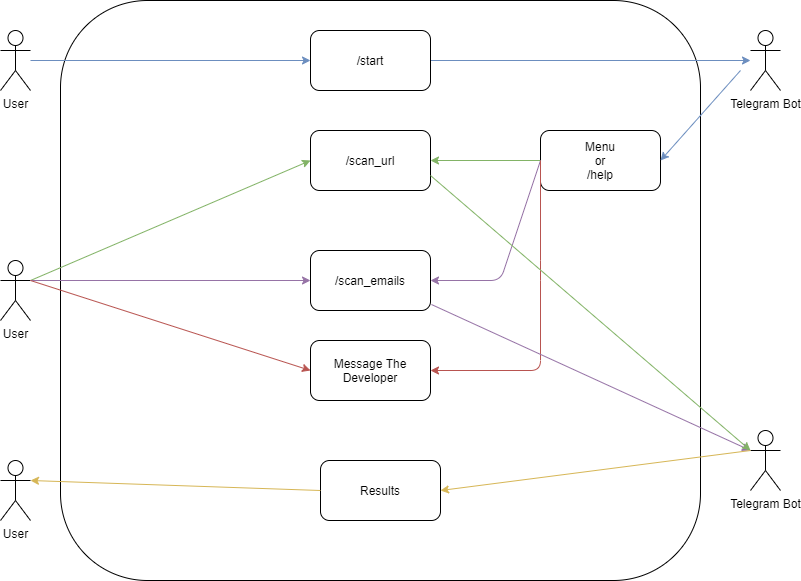 /start
User
Telegram Bot
/scan_url
Menu
or
/help
/scan_emails
User
Message The
Developer
Results
Telegram Bot
User